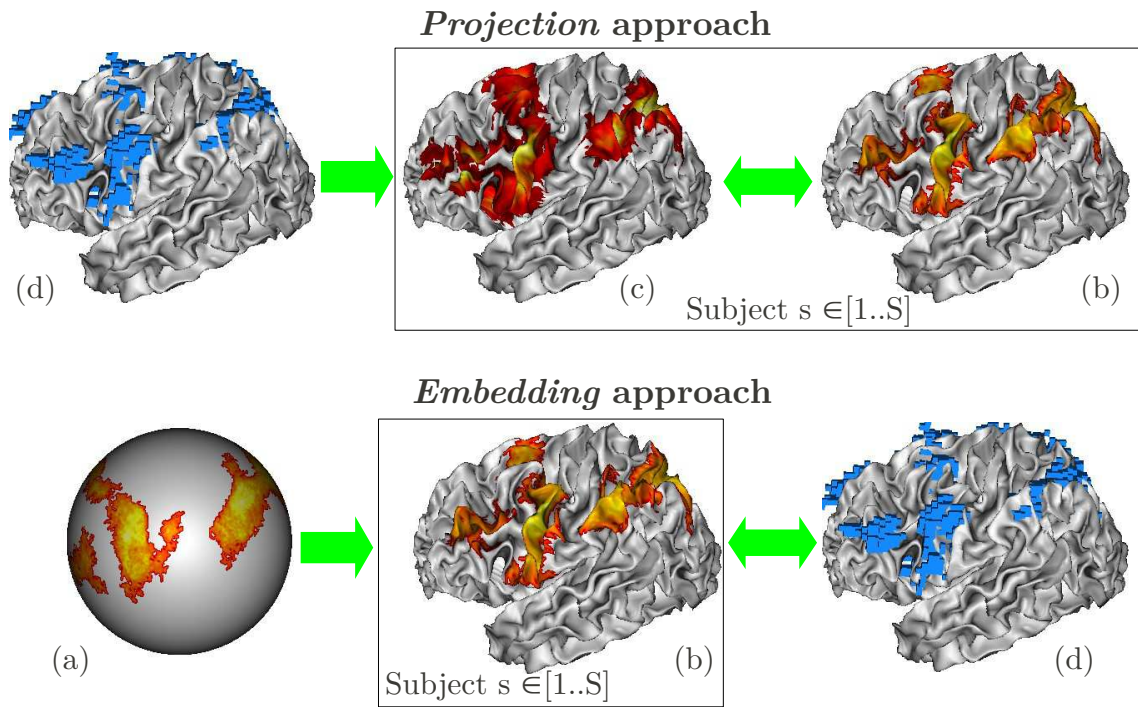 Projection approach
(d)
(c)
(b)
Subject s ∈[1..S]
Embedding approach
(a)
(b)
(d)
Subject s ∈[1..S]